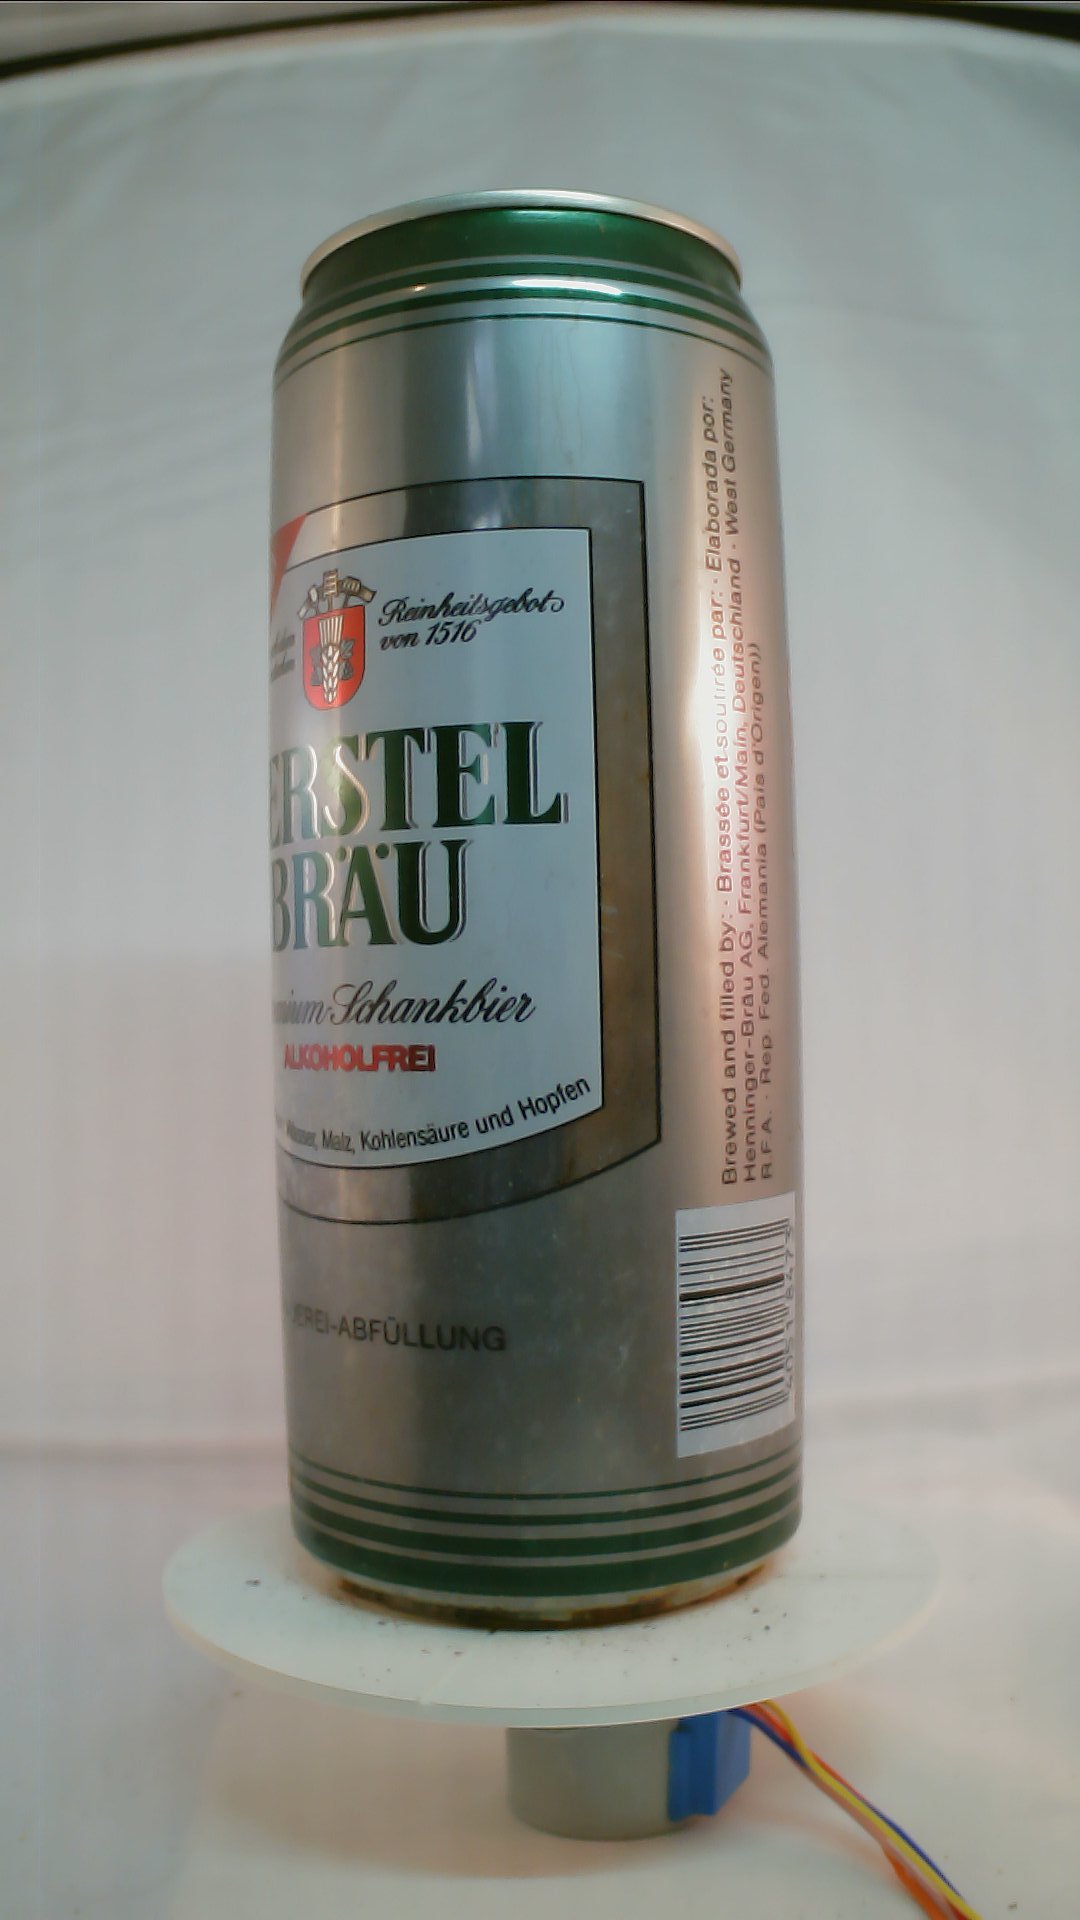 Reinheitsgebot
von 1516
ERSTEL
BRÄU
Schankbier
ALKOHOLFREI
Wasser, Malz, Kohlensäure und Hopfen
EREI-ABFÜLLUNG
Brewed and filled by: · Brassée et soutirée par: · Elaborada por:
Henninger-Bräu AG, Frankfurt/Main, Deutschland · West Germany
R.F.A. · Rep. Fed. Alemania (Pais d'Origen))